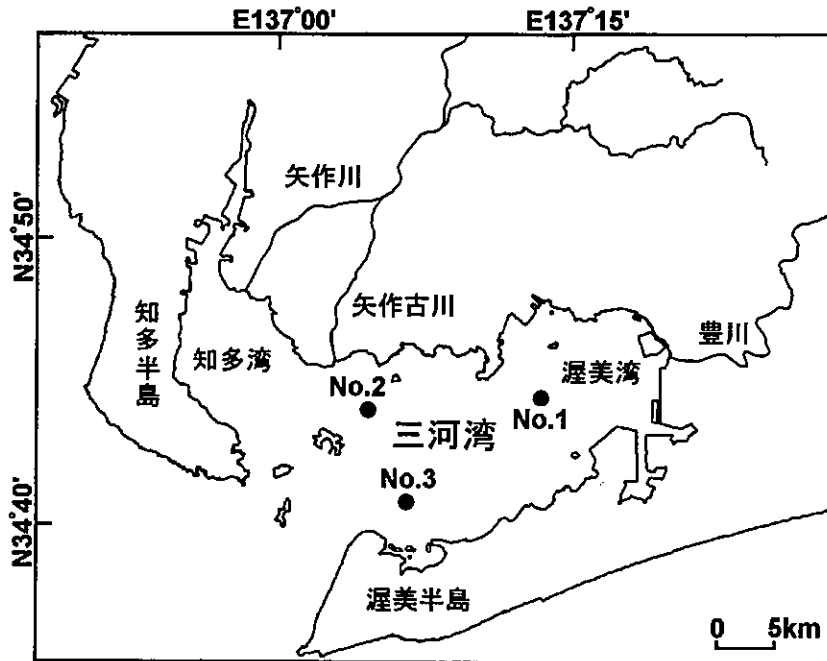 E137°00'
E137°15'
N34°50'
N34°40'
矢作川
矢作古川
豊川
知多半島
知多湾
渥美湾
No.2
No.1
三河湾
No.3
渥美半島
0 5km